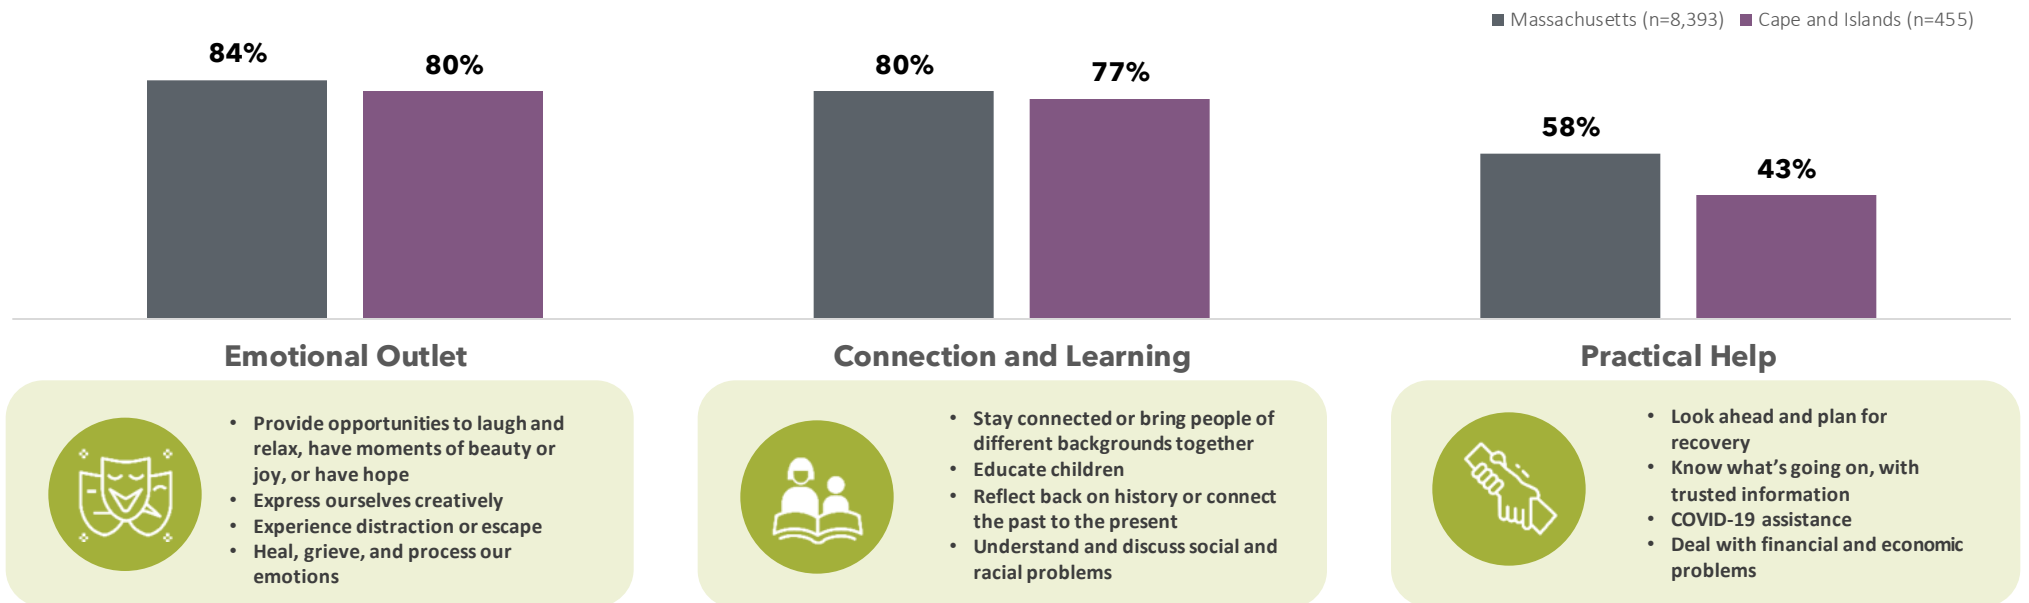 Massachusetts (n=8,393) Cape and Islands (n=455)
84%
80%
80%
77%
58%
43%
Emotional Outlet
Connection and Learning
Practical Help
• Provide opportunities to laugh and
relax, have moments of beauty or
joy, or have hope
• Express ourselves creatively
• Experience distraction or escape
• Heal, grieve, and process our
emotions
• Stay connected or bring people of
different backgrounds together
• Educate children
• Reflect back on history or connect
the past to the present
• Understand and discuss social and
racial problems
• Look ahead and plan for
recovery
• Know what's going on, with
trusted information
• COVID-19 assistance
• Deal with financial and economic
problems